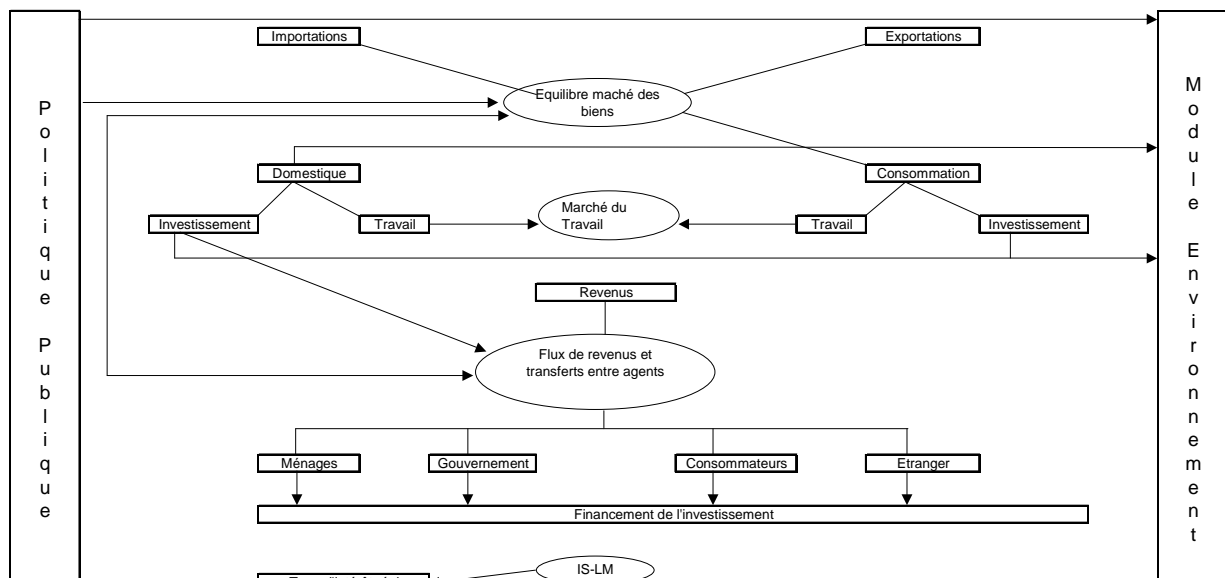 Politique Publique
Importations
Exportations
Equilibre maché des
biens
Domestique
Consommation
Marché du
Travail
Investissement
Travail
Travail
Investissement
Revenus
Flux de revenus et
transferts entre agents
Ménages
Gouvernement
Consommateurs
Etranger
Financement de l'investissement
IS-LM
Module Environnement